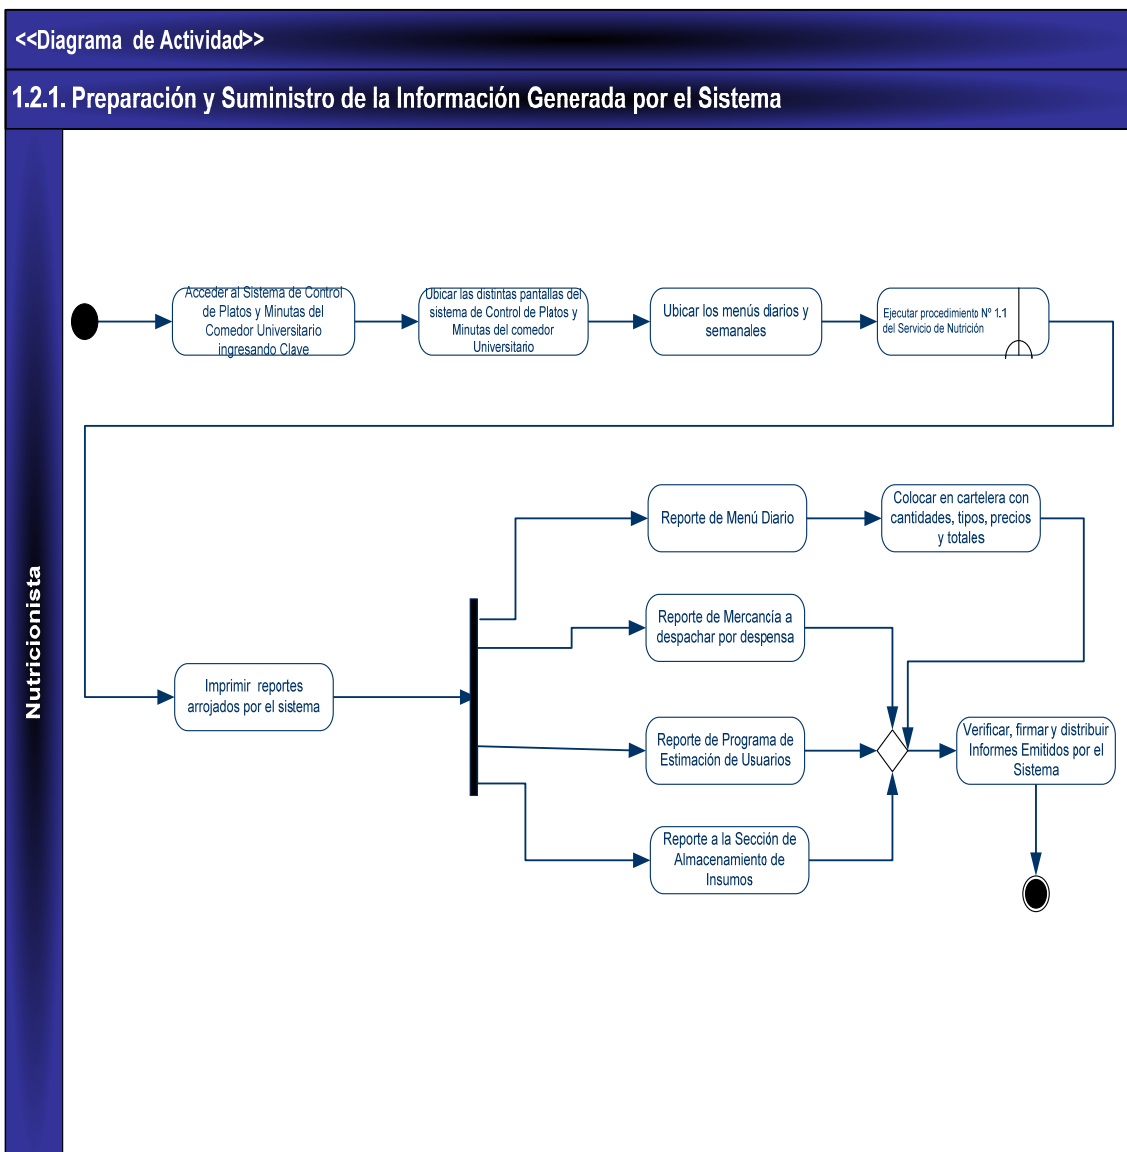 <<Diagrama de Actividad>>
1.2.1. Preparación y Suministro de la Información Generada por el Sistema
Nutricionista
Acceder al Sistema de Control
de Platos y Minutas del
Comedor Universitario
ingresando Clave
Ubicar las distintas pantallas del
sistema de Control de Platos y
Minutas del comedor
Universitario
Ubicar los menús diarios y
semanales
Ejecutar procedimiento Nº 1.1
del Servicio de Nutrición
Imprimir reportes
arrojados por el sistema
Reporte de Menú Diario
Colocar en cartelera con
cantidades, tipos, precios
y totales
Reporte de Mercancía a
despachar por despensa
Reporte de Programa de
Estimación de Usuarios
Reporte a la Sección de
Almacenamiento de
Insumos
Verificar, firmar y distribuir
Informes Emitidos por el
Sistema